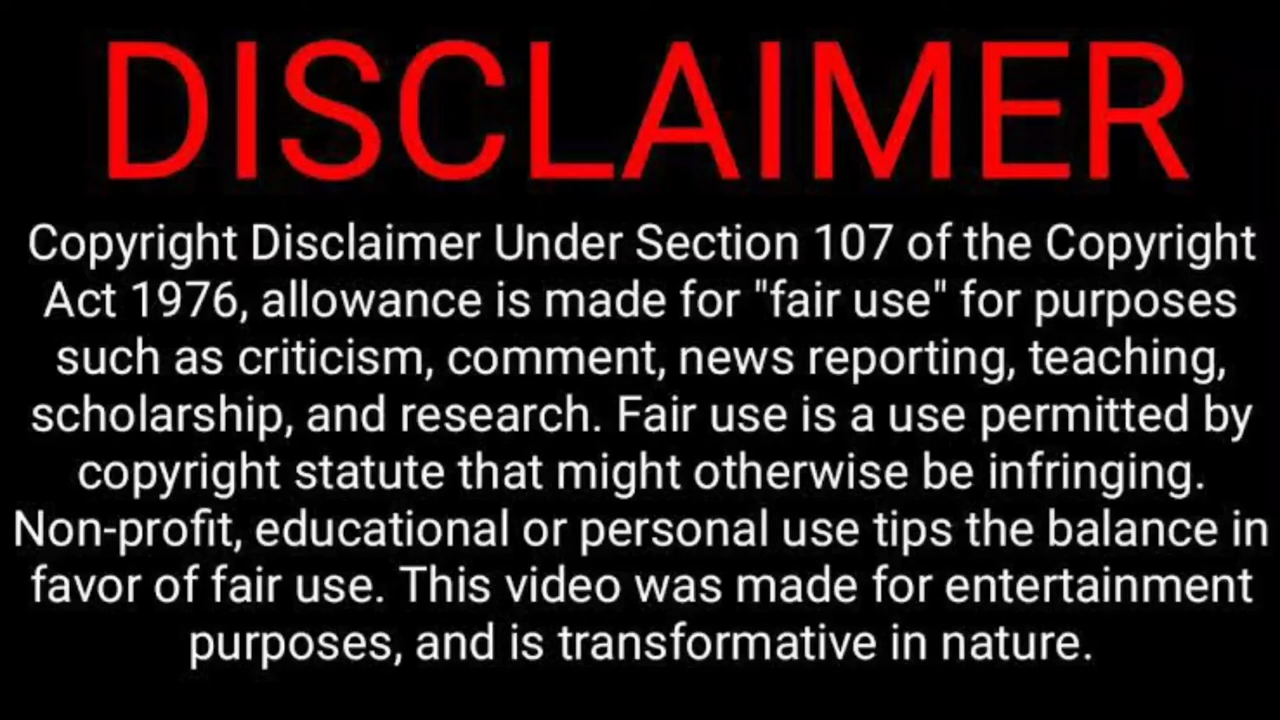 DISCLAIMER
Copyright Disclaimer Under Section 107 of the Copyright
Act 1976, allowance is made for "fair use" for purposes
such as criticism, comment, news reporting, teaching,
scholarship, and research. Fair use is a use permitted by
copyright statute that might otherwise be infringing.
Non-profit, educational or personal use tips the balance in
favor of fair use. This video was made for entertainment
purposes, and is transformative in nature.